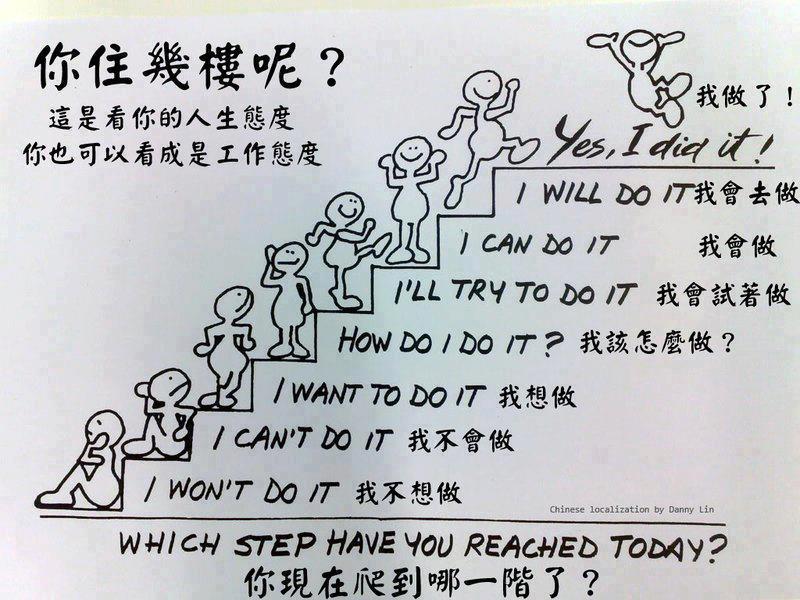 你住幾樓呢？
這是看你的人生態度
你也可以看成是工作態度
我做了！
Yes, I did it!
I WILL DO IT 我會去做
I CAN DO IT 我會做
I'LL TRY TO DO IT 我會試著做
HOW DO I DO IT? 我該怎麼做？
I WANT TO DO IT 我想做
I CAN'T DO IT 我不會做
I WON'T DO IT 我不想做
Chinese localization by Danny Lin
WHICH STEP HAVE YOU REACHED TODAY?
你現在爬到哪一階了？